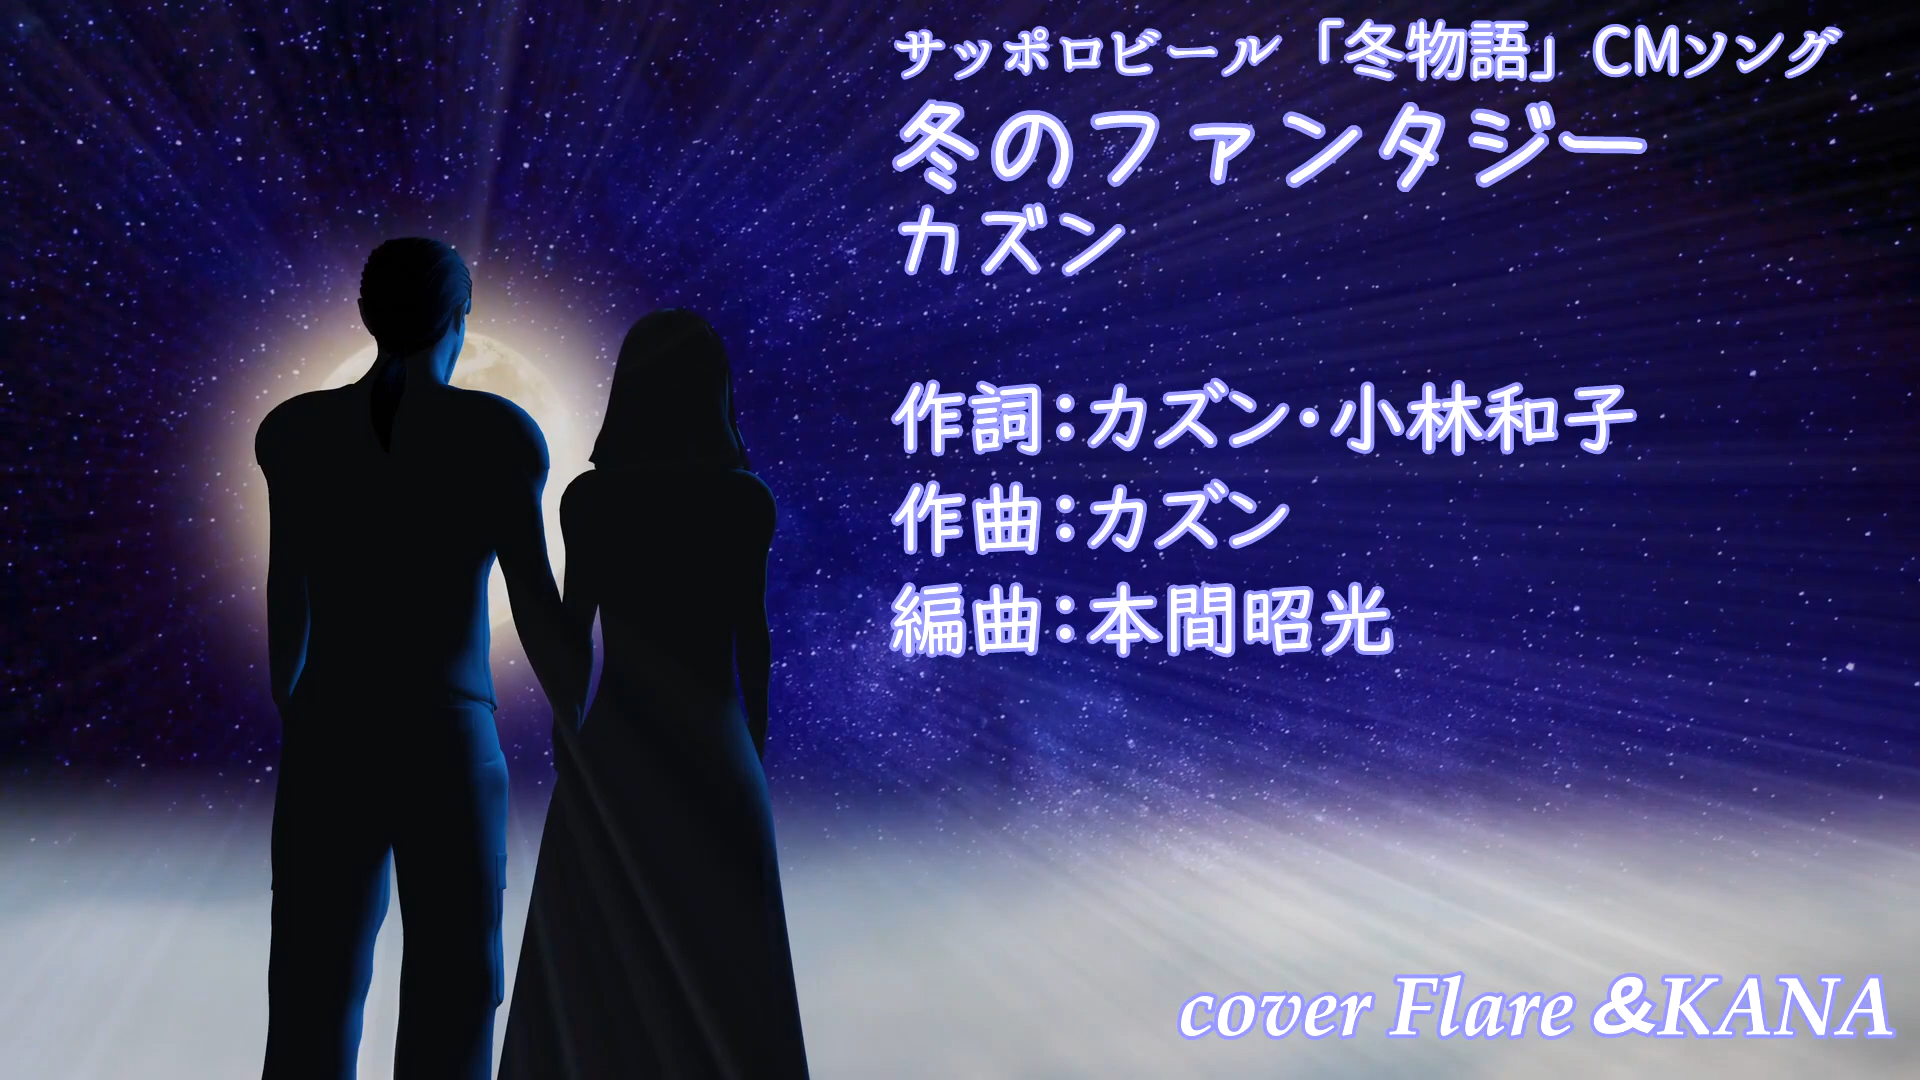 サッポロビール「冬物語」CMソング
冬のファンタジー
カズン
作詞：カズン・小林和子
作曲：カズン
編曲：本間昭光
cover Flare &KANA